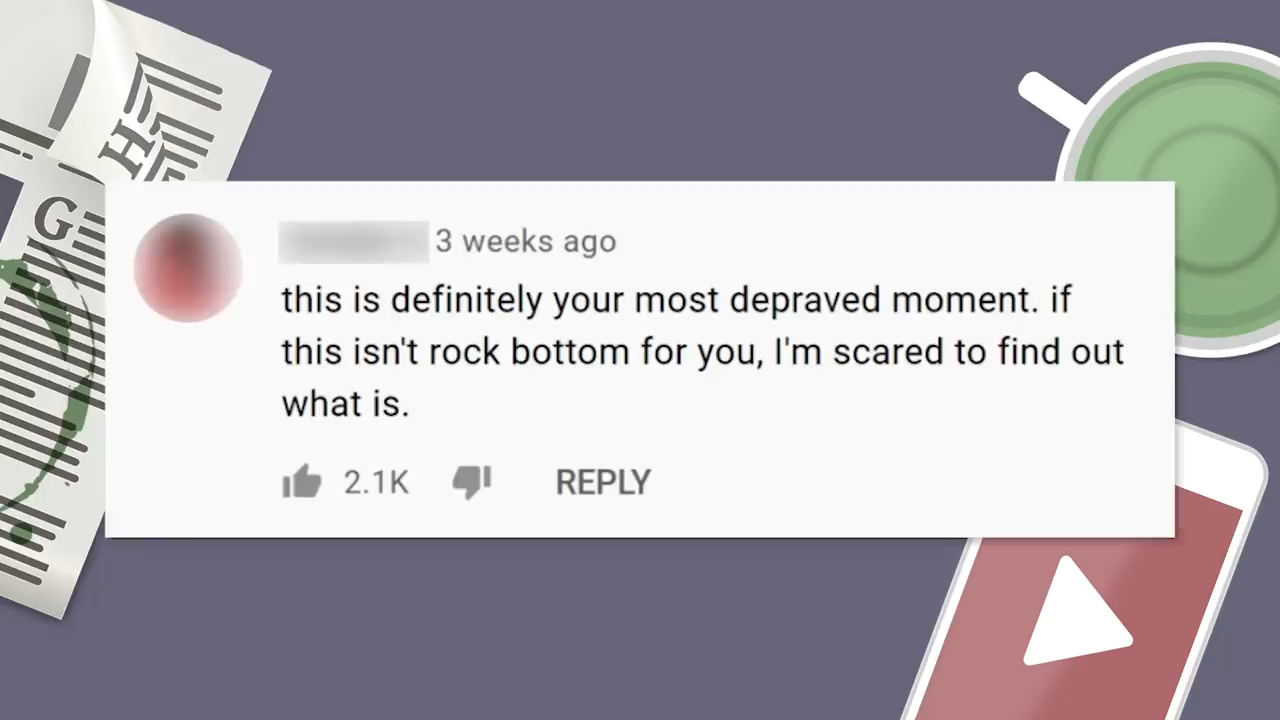 H
G
3 weeks ago
this is definitely your most depraved moment. if
this isn't rock bottom for you, I'm scared to find out
what is.
2.1K REPLY